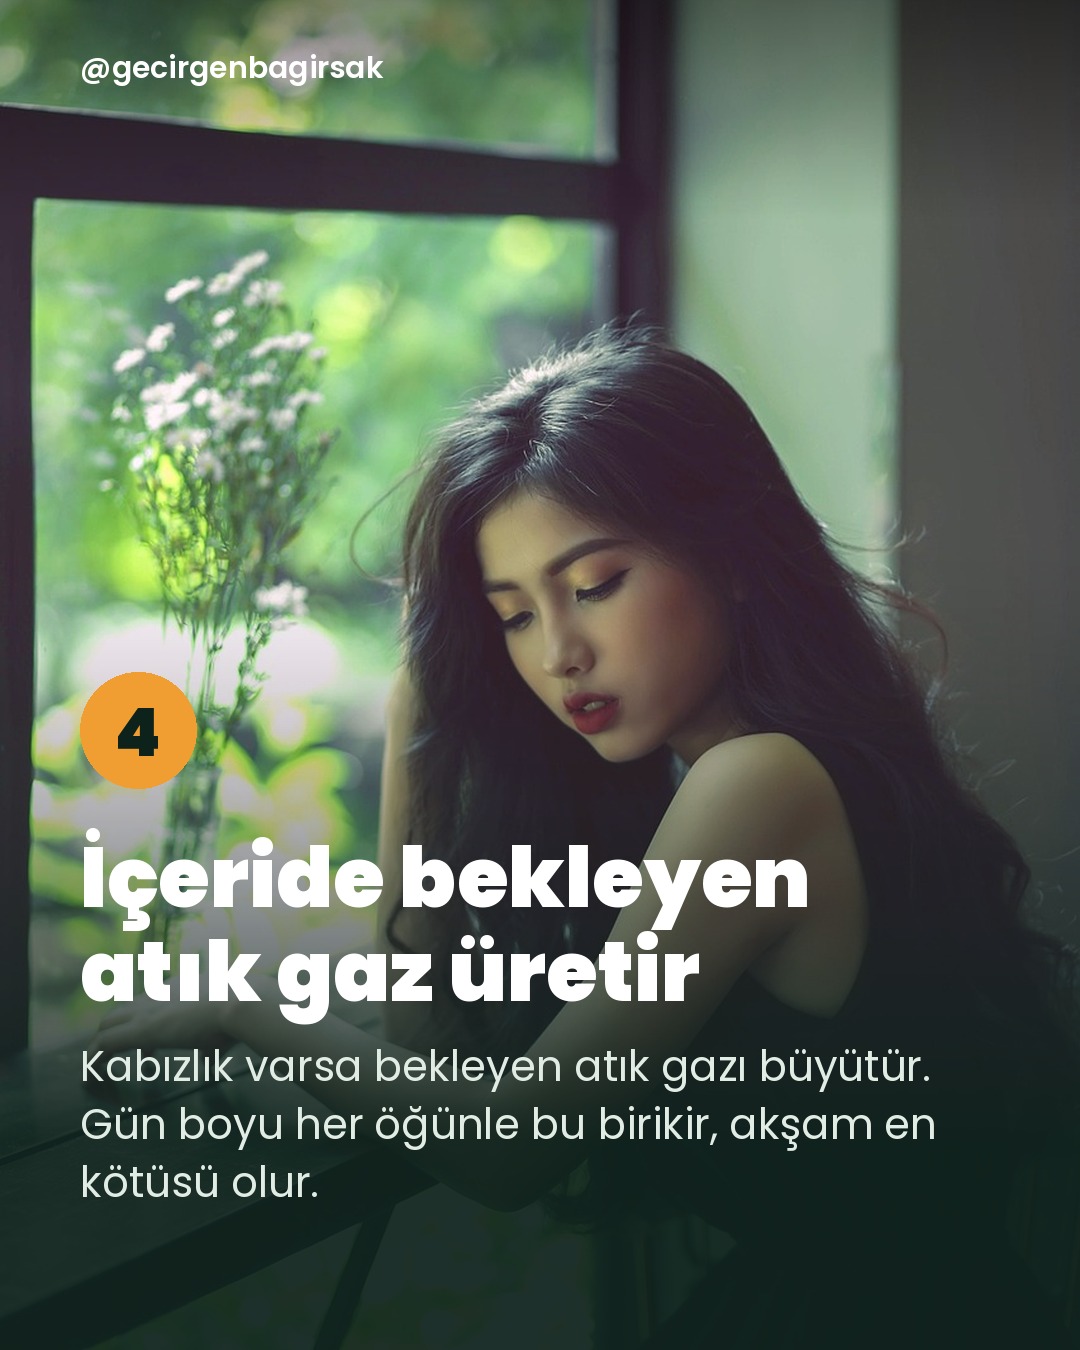 @gecirgenbagirsak
4
İçeride bekleyen
atık gaz üretir
Kabızlık varsa bekleyen atık gazı büyütür.
Gün boyu her öğünle bu birikir, akşam en
kötüsü olur.